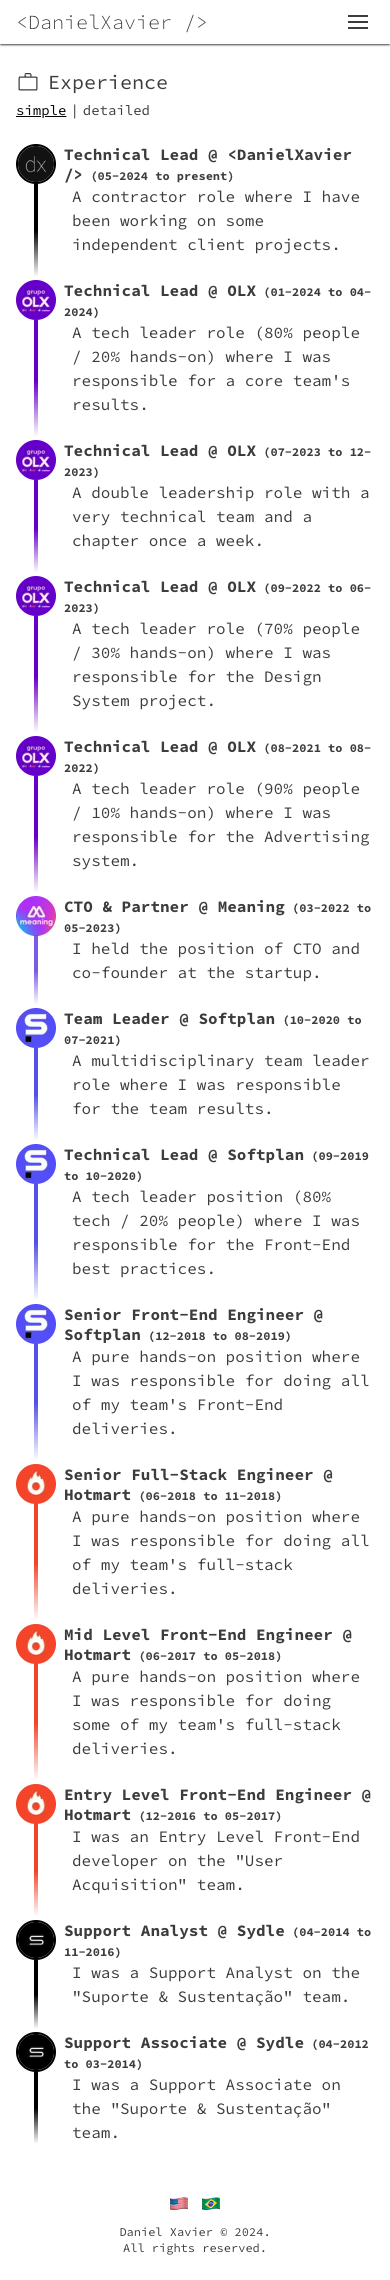 <DanielXavier />
Experience
simple | detailed
dx
Technical Lead @ <DanielXavier
/> (05-2024 to present)
A contractor role where I have
been working on some
independent client projects.
grupo
OLX
Technical Lead @ OLX (01-2024 to 04-
2024)
A tech leader role (80% people
/ 20% hands-on) where I was
responsible for a core team's
results.
grupo
OLX
Technical Lead @ OLX (07-2023 to 12-
2023)
A double leadership role with a
very technical team and a
chapter once a week.
grupo
OLX
Technical Lead @ OLX (09-2022 to 06-
2023)
A tech leader role (70% people
/ 30% hands-on) where I was
responsible for the Design
System project.
grupo
OLX
Technical Lead @ OLX (08-2021 to 08-
2022)
A tech leader role (90% people
/ 10% hands-on) where I was
responsible for the Advertising
system.
meaning
CTO & Partner @ Meaning (03-2022 to
05-2023)
I held the position of CTO and
co-founder at the startup.
Team Leader @ Softplan (10-2020 to
07-2021)
A multidisciplinary team leader
role where I was responsible
for the team results.
Technical Lead @ Softplan (09-2019
to 10-2020)
A tech leader position (80%
tech / 20% people) where I was
responsible for the Front-End
best practices.
Senior Front-End Engineer @
Softplan (12-2018 to 08-2019)
A pure hands-on position where
I was responsible for doing all
of my team's Front-End
deliveries.
Senior Full-Stack Engineer @
Hotmart (06-2018 to 11-2018)
A pure hands-on position where
I was responsible for doing all
of my team's full-stack
deliveries.
Mid Level Front-End Engineer @
Hotmart (06-2017 to 05-2018)
A pure hands-on position where
I was responsible for doing
some of my team's full-stack
deliveries.
Entry Level Front-End Engineer @
Hotmart (12-2016 to 05-2017)
I was an Entry Level Front-End
developer on the "User
Acquisition" team.
Support Analyst @ Sydle (04-2014 to
11-2016)
I was a Support Analyst on the
"Suporte & Sustentação" team.
Support Associate @ Sydle (04-2012
to 03-2014)
I was a Support Associate on
the "Suporte & Sustentação"
team.
Daniel Xavier © 2024.
All rights reserved.